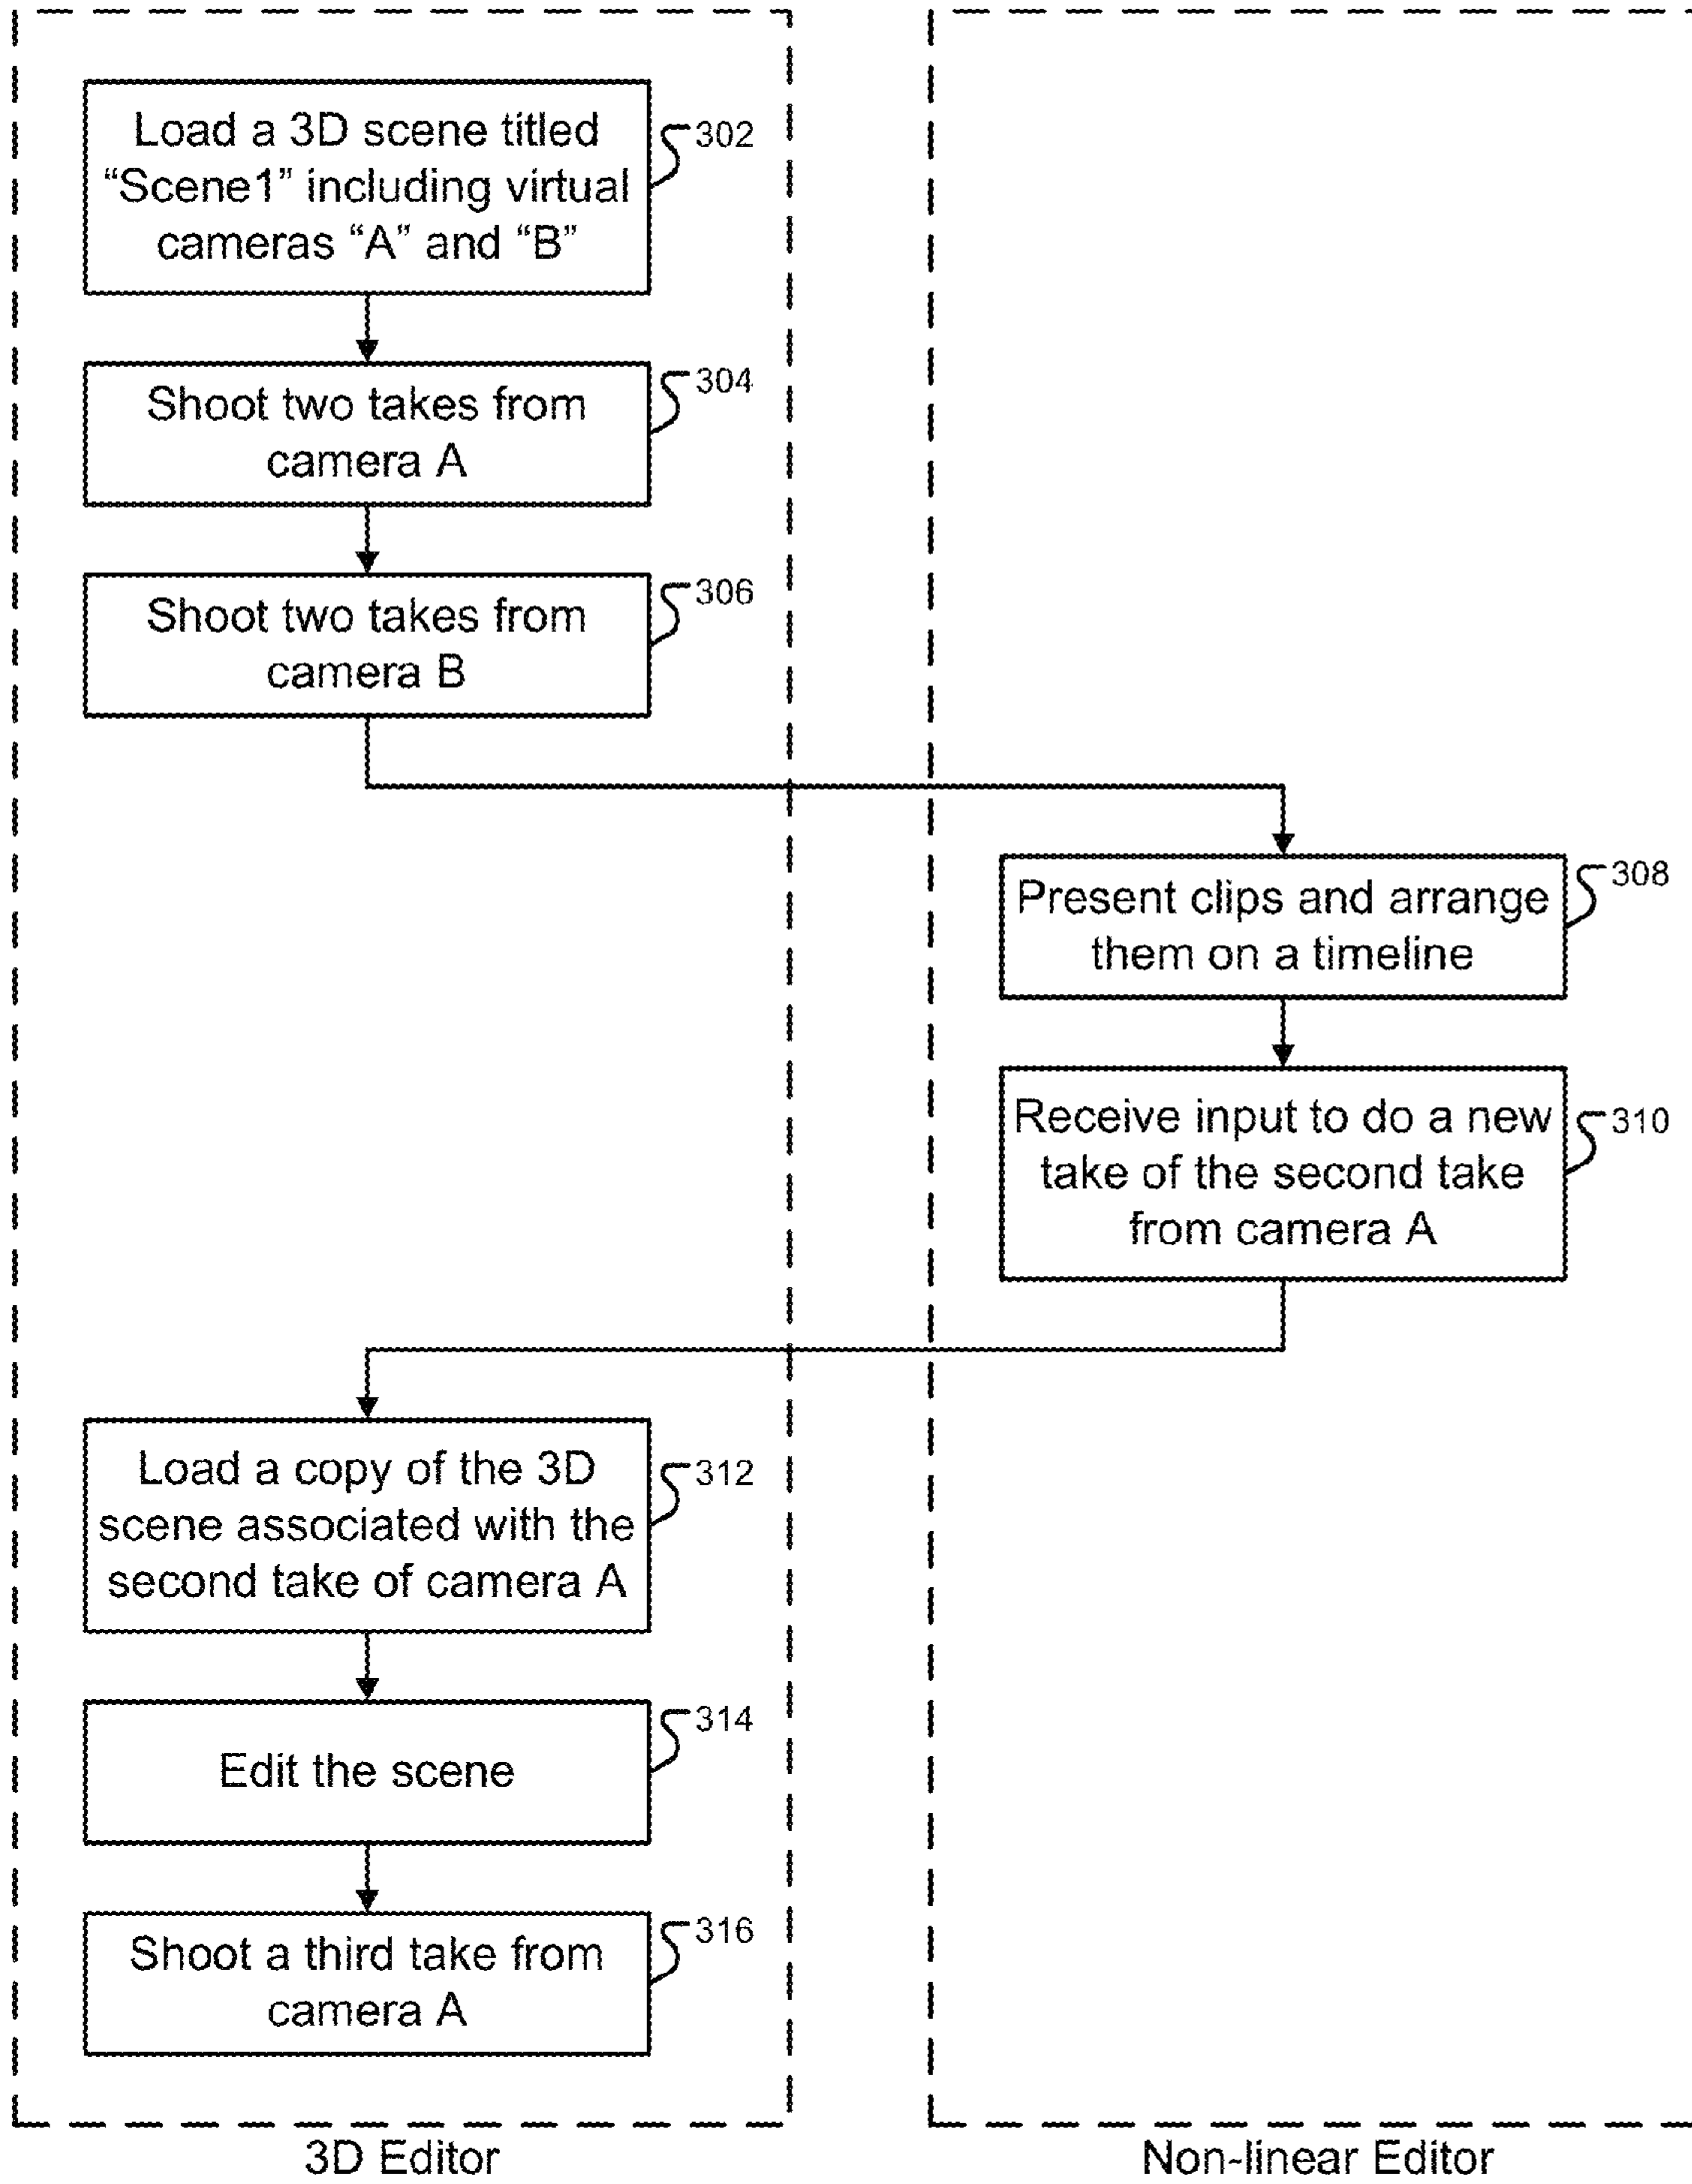 Load a 3D scene titled
“Scene1” including virtual
cameras “A” and “B”
302
Shoot two takes from
camera A
304
Shoot two takes from
camera B
306
Present clips and arrange
them on a timeline
308
Receive input to do a new
take of the second take
from camera A
310
Load a copy of the 3D
scene associated with the
second take of camera A
312
Edit the scene
314
Shoot a third take from
camera A
316
3D Editor
Non-linear Editor